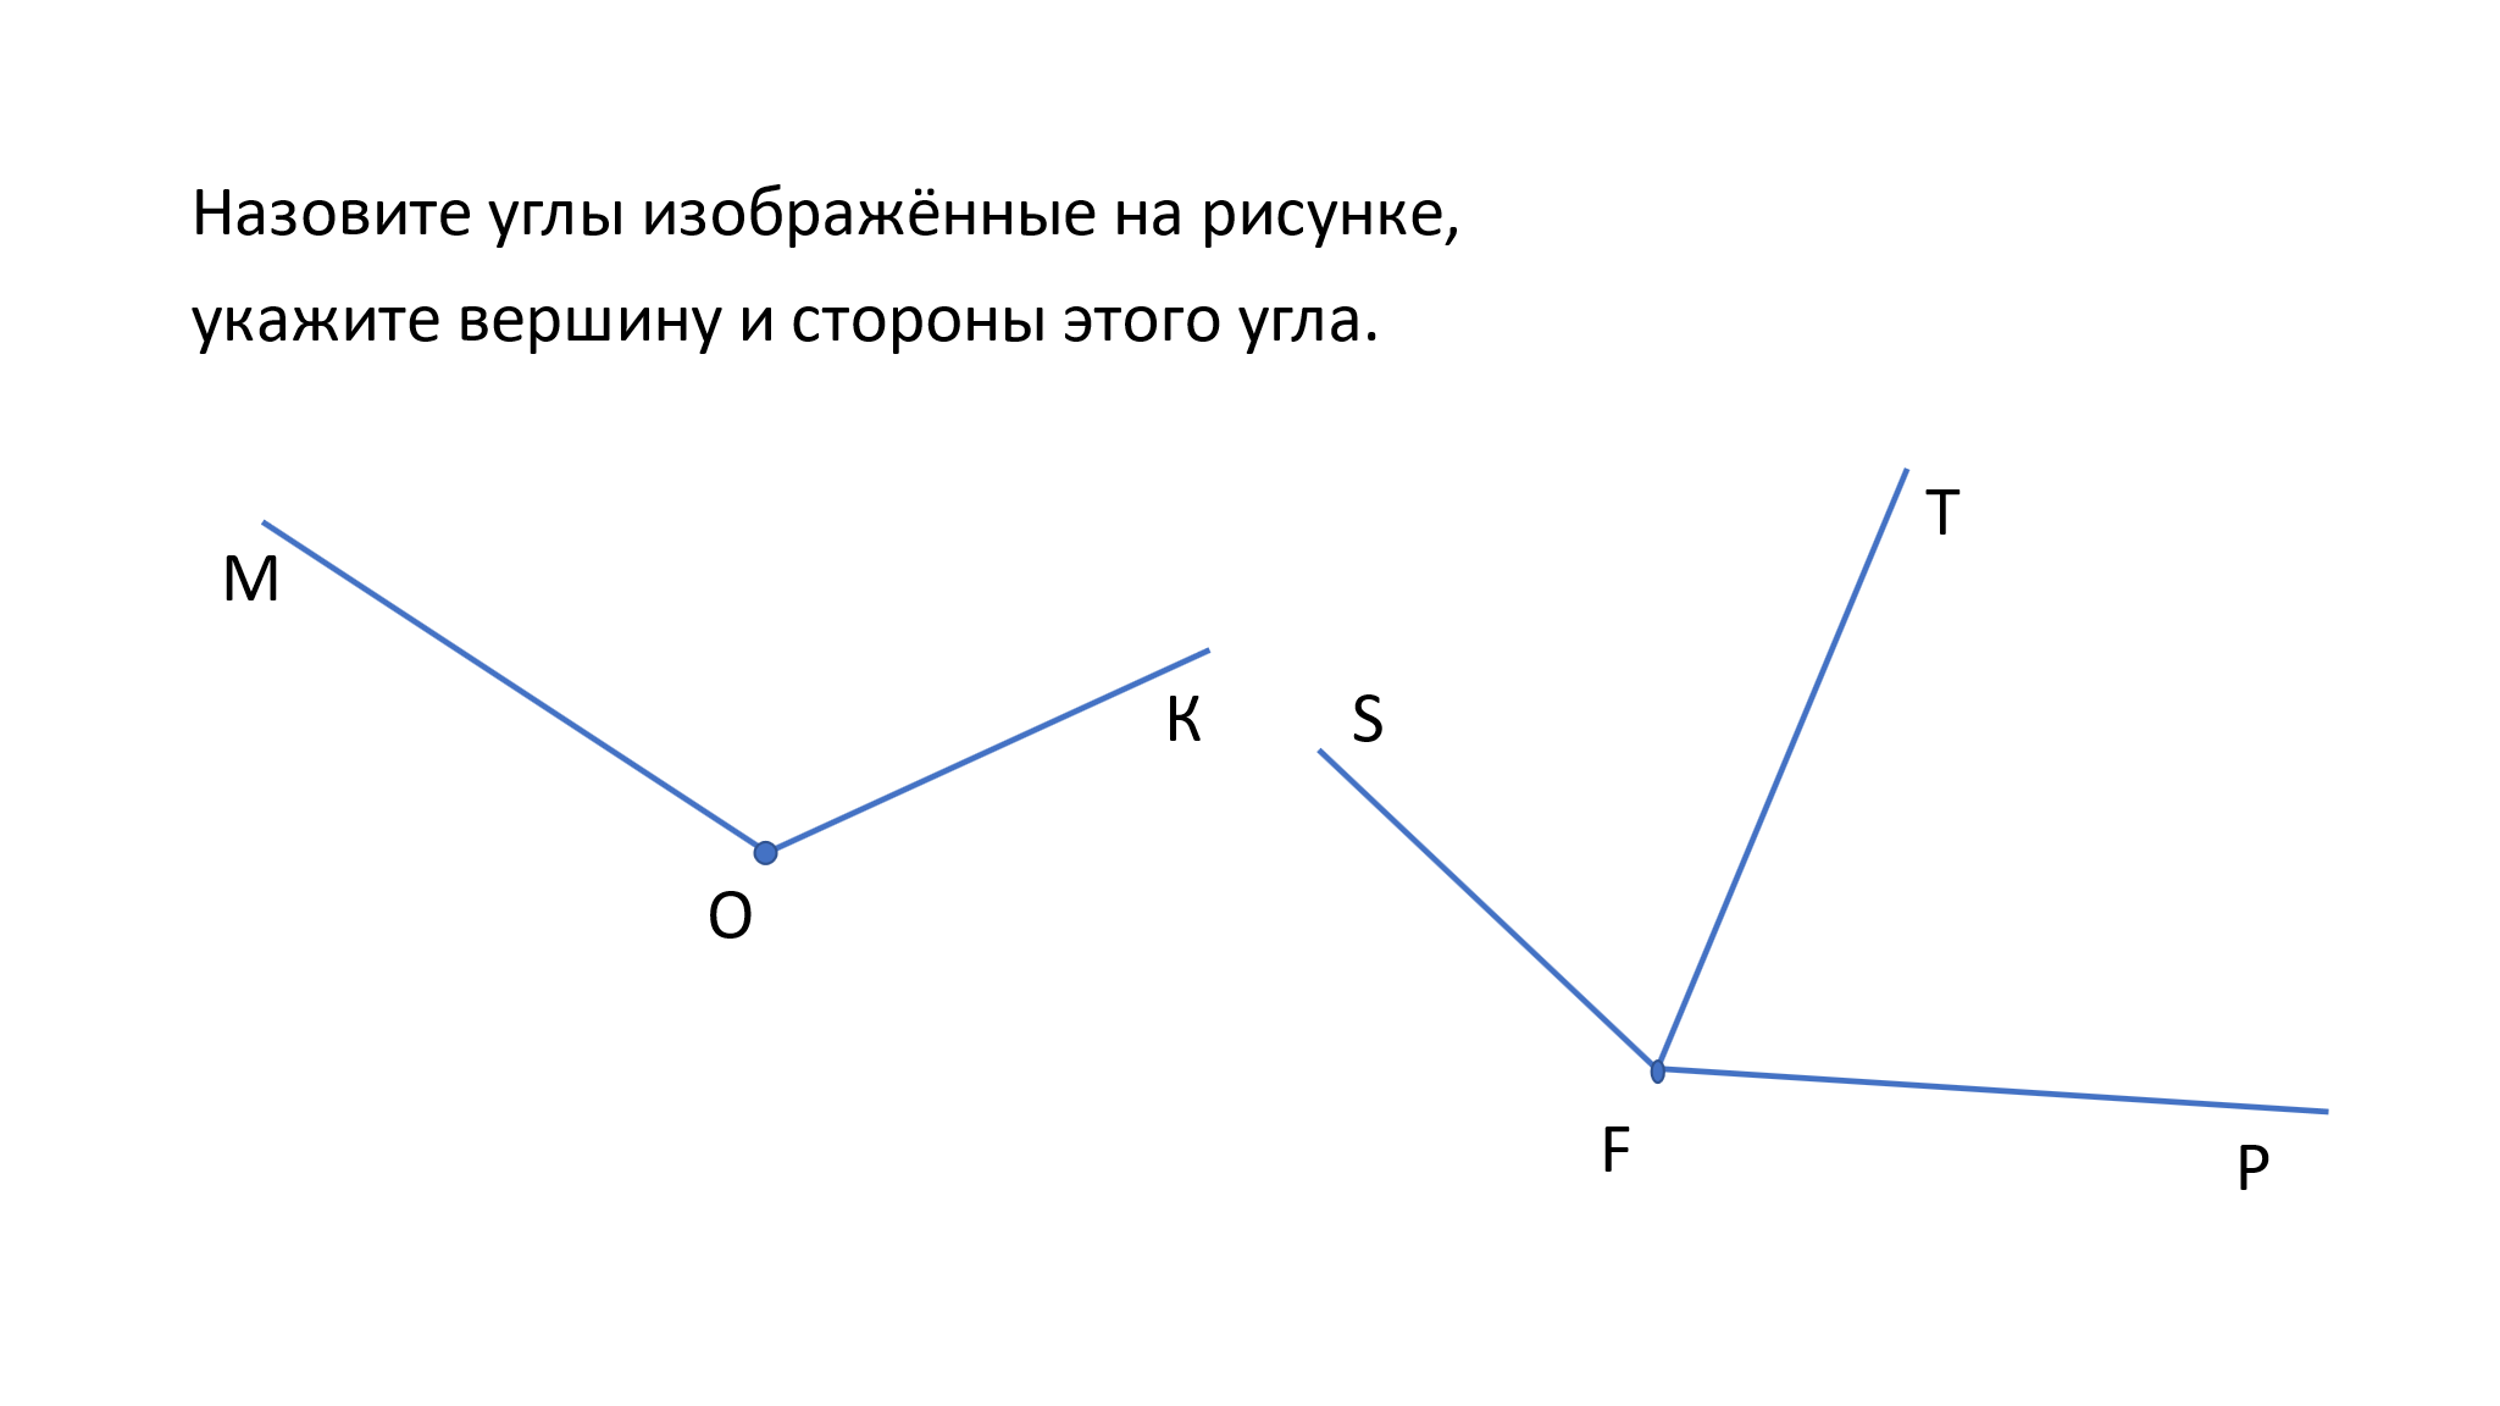 Назовите углы изображённые на рисунке,
укажите вершину и стороны этого угла.
T
M
К
S
O
F
P